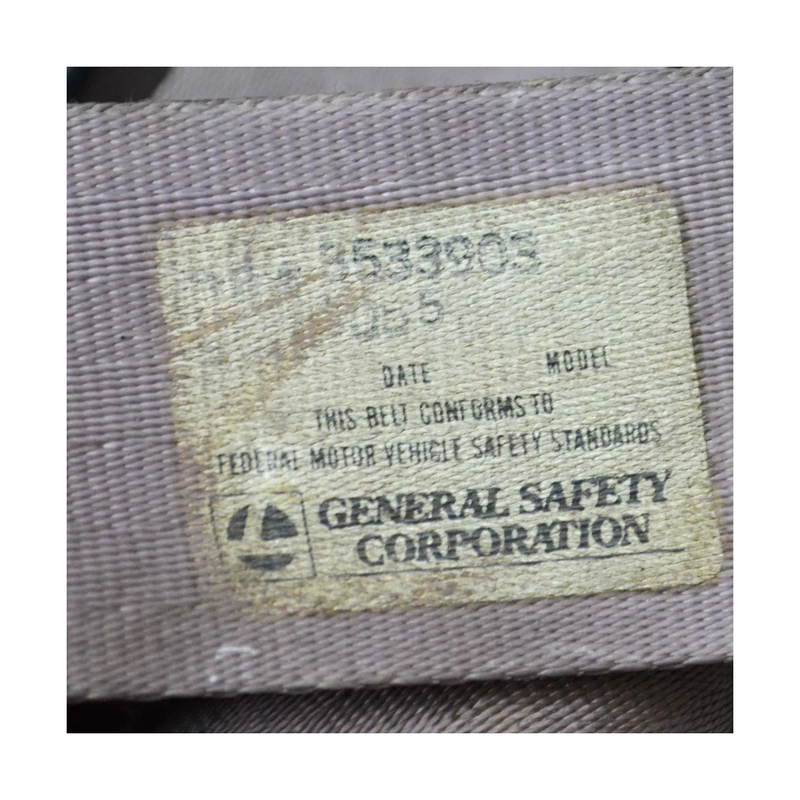 3533903
DATE MODEL
THIS BELT CONFORMS TO
FEDERAL MOTOR VEHICLE SAFETY STANDARDS
GENERAL SAFETY
CORPORATION